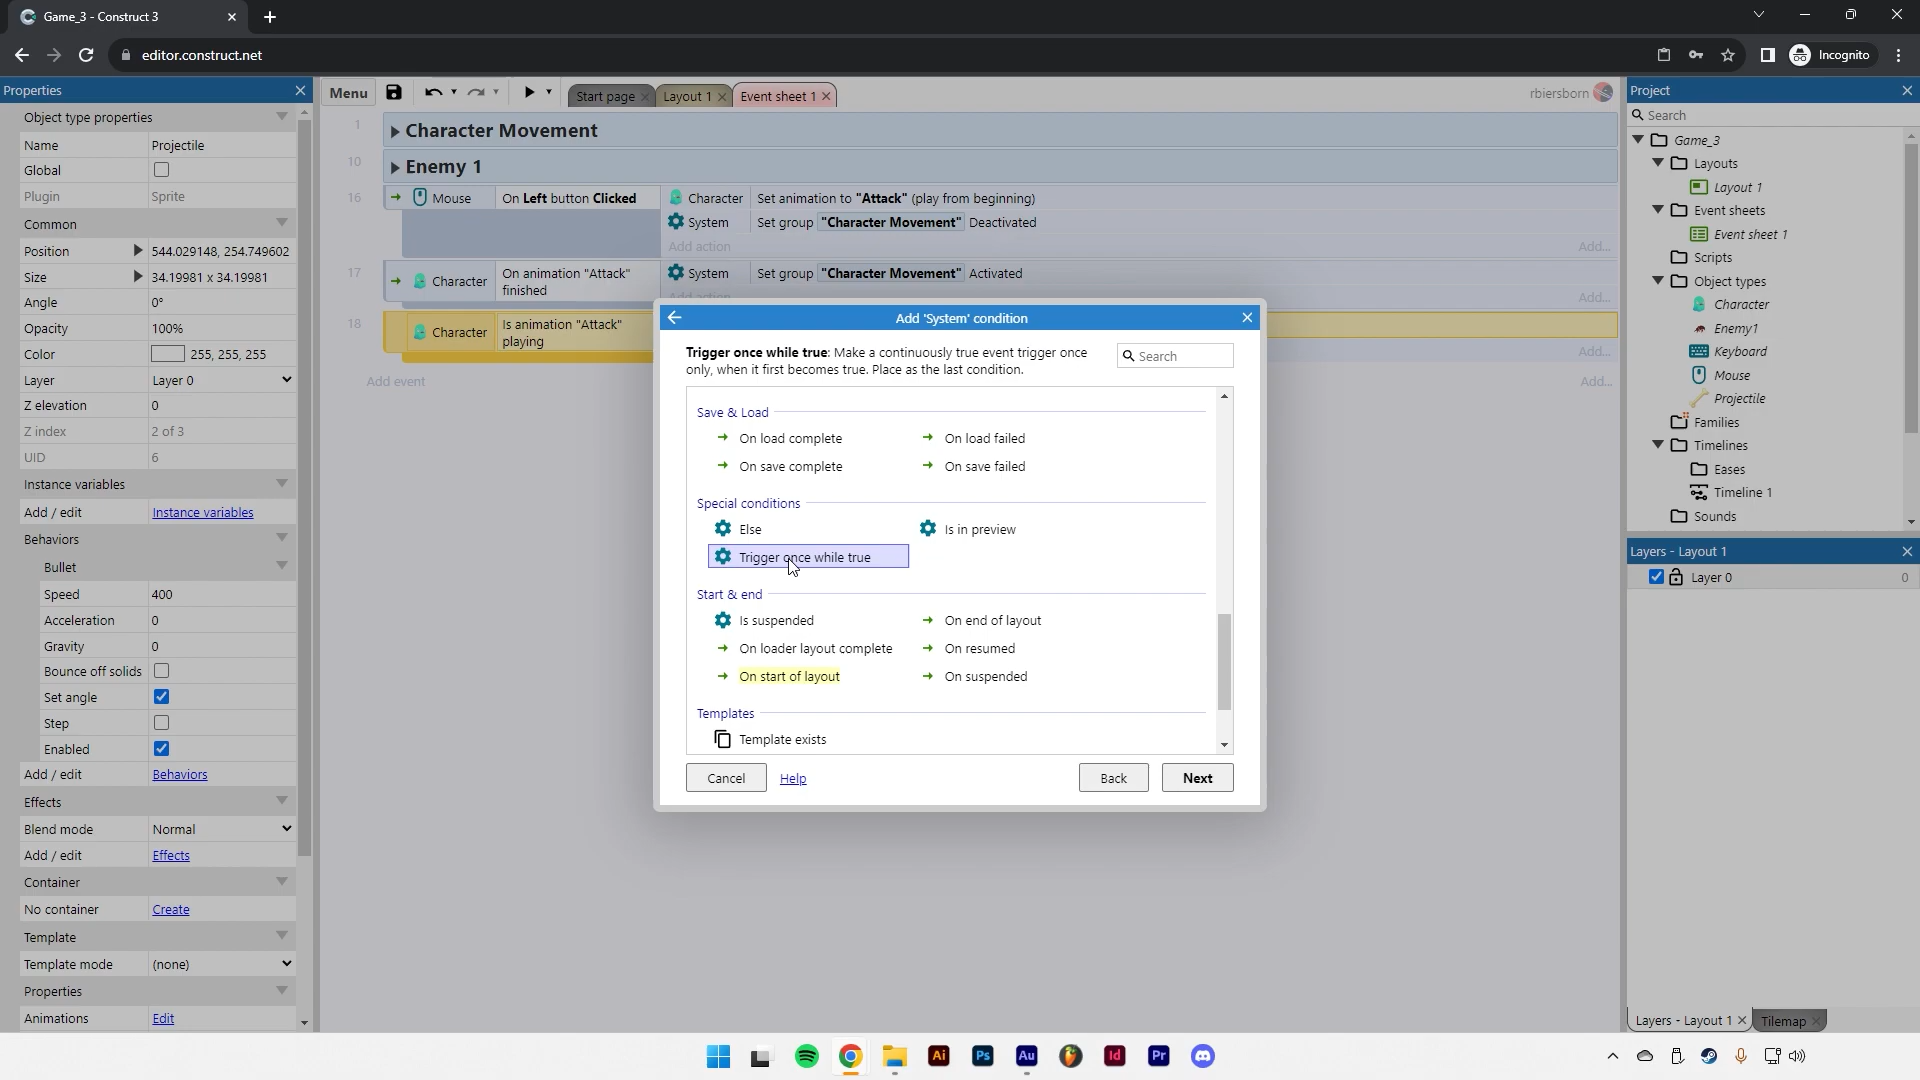 Game_3 - Construct 3
editor.construct.net
Incognito
Properties
Object type properties
Name Projectile
Global
Plugin Sprite
Common
Position 544.029148, 254.749602
Size 34.19981 x 34.19981
Angle 0°
Opacity 100%
Color 255, 255, 255
Layer Layer 0
Z elevation 0
Z index 2 of 3
UID 6
Instance variables
Add / edit Instance variables
Behaviors
Bullet
Speed 400
Acceleration 0
Gravity 0
Bounce off solids
Set angle
Step
Enabled
Add / edit Behaviors
Effects
Blend mode Normal
Add / edit Effects
Container
No container Create
Template
Template mode (none)
Properties
Animations Edit
Menu
Start page Layout 1 Event sheet 1
rbiersborn
1 Character Movement
10 Enemy 1
16 Mouse On Left button Clicked Character Set animation to "Attack" (play from beginning)
System Set group "Character Movement" Deactivated
Add action Add...
17 Character On animation "Attack" finished System Set group "Character Movement" Activated
Add action Add...
18 Character Is animation "Attack" playing
Add...
Add event Add...
Add 'System' condition
Trigger once while true: Make a continuously true event trigger once
only, when it first becomes true. Place as the last condition.
Search
Save & Load
On load complete On load failed
On save complete On save failed
Special conditions
Else Is in preview
Trigger once while true
Start & end
Is suspended On end of layout
On loader layout complete On resumed
On start of layout On suspended
Templates
Template exists
Cancel Help Back Next
Project
Search
Game_3
Layouts
Layout 1
Event sheets
Event sheet 1
Scripts
Object types
Character
Enemy1
Keyboard
Mouse
Projectile
Families
Timelines
Eases
Timeline 1
Sounds
Layers - Layout 1
Layer 0 0
Layers - Layout 1 Tilemap
Ai Ps Au Id Pr